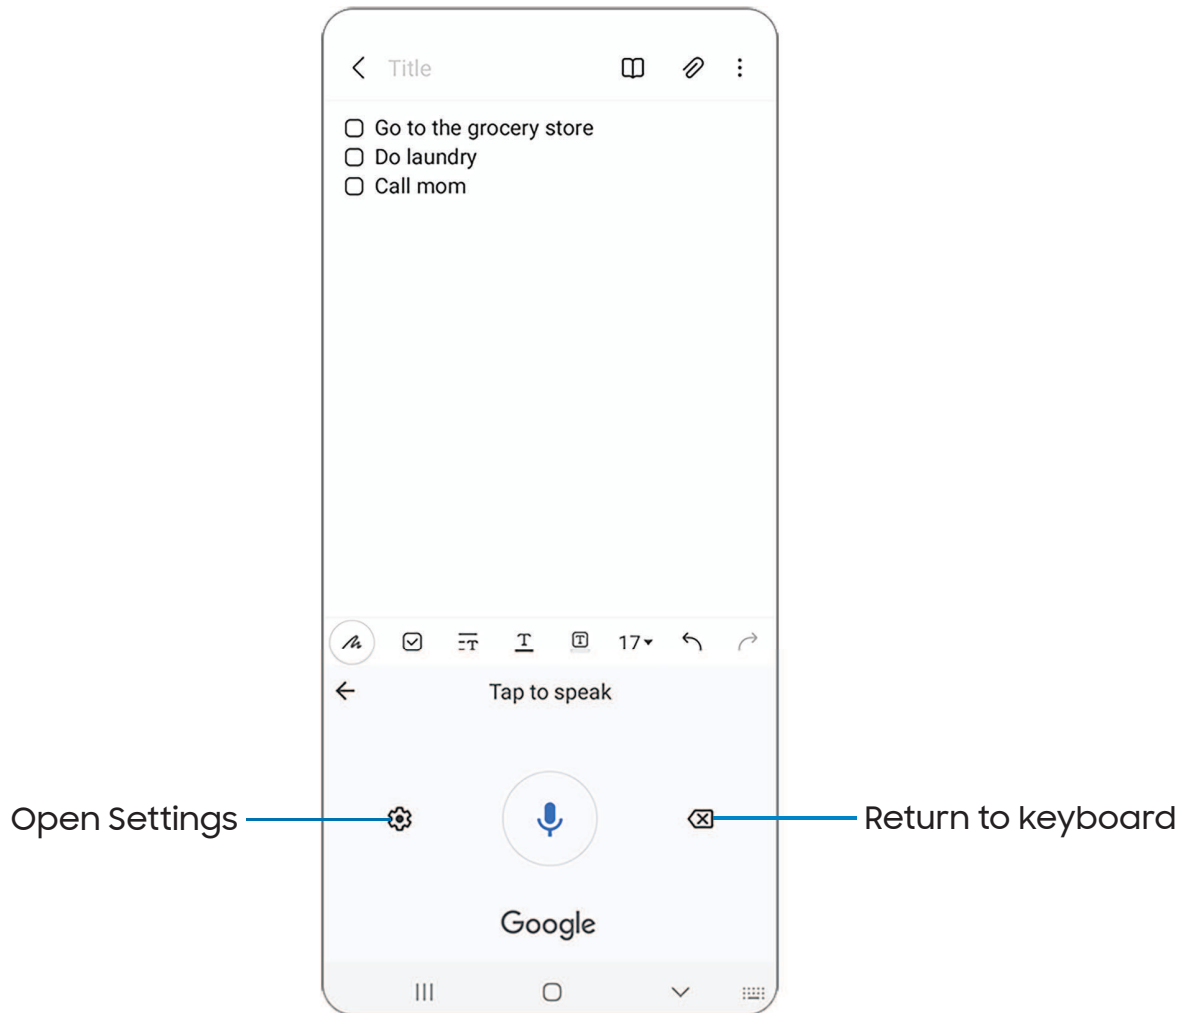 Title
Go to the grocery store
Do laundry
Call mom
17
Tap to speak
Open Settings
Return to keyboard
Google